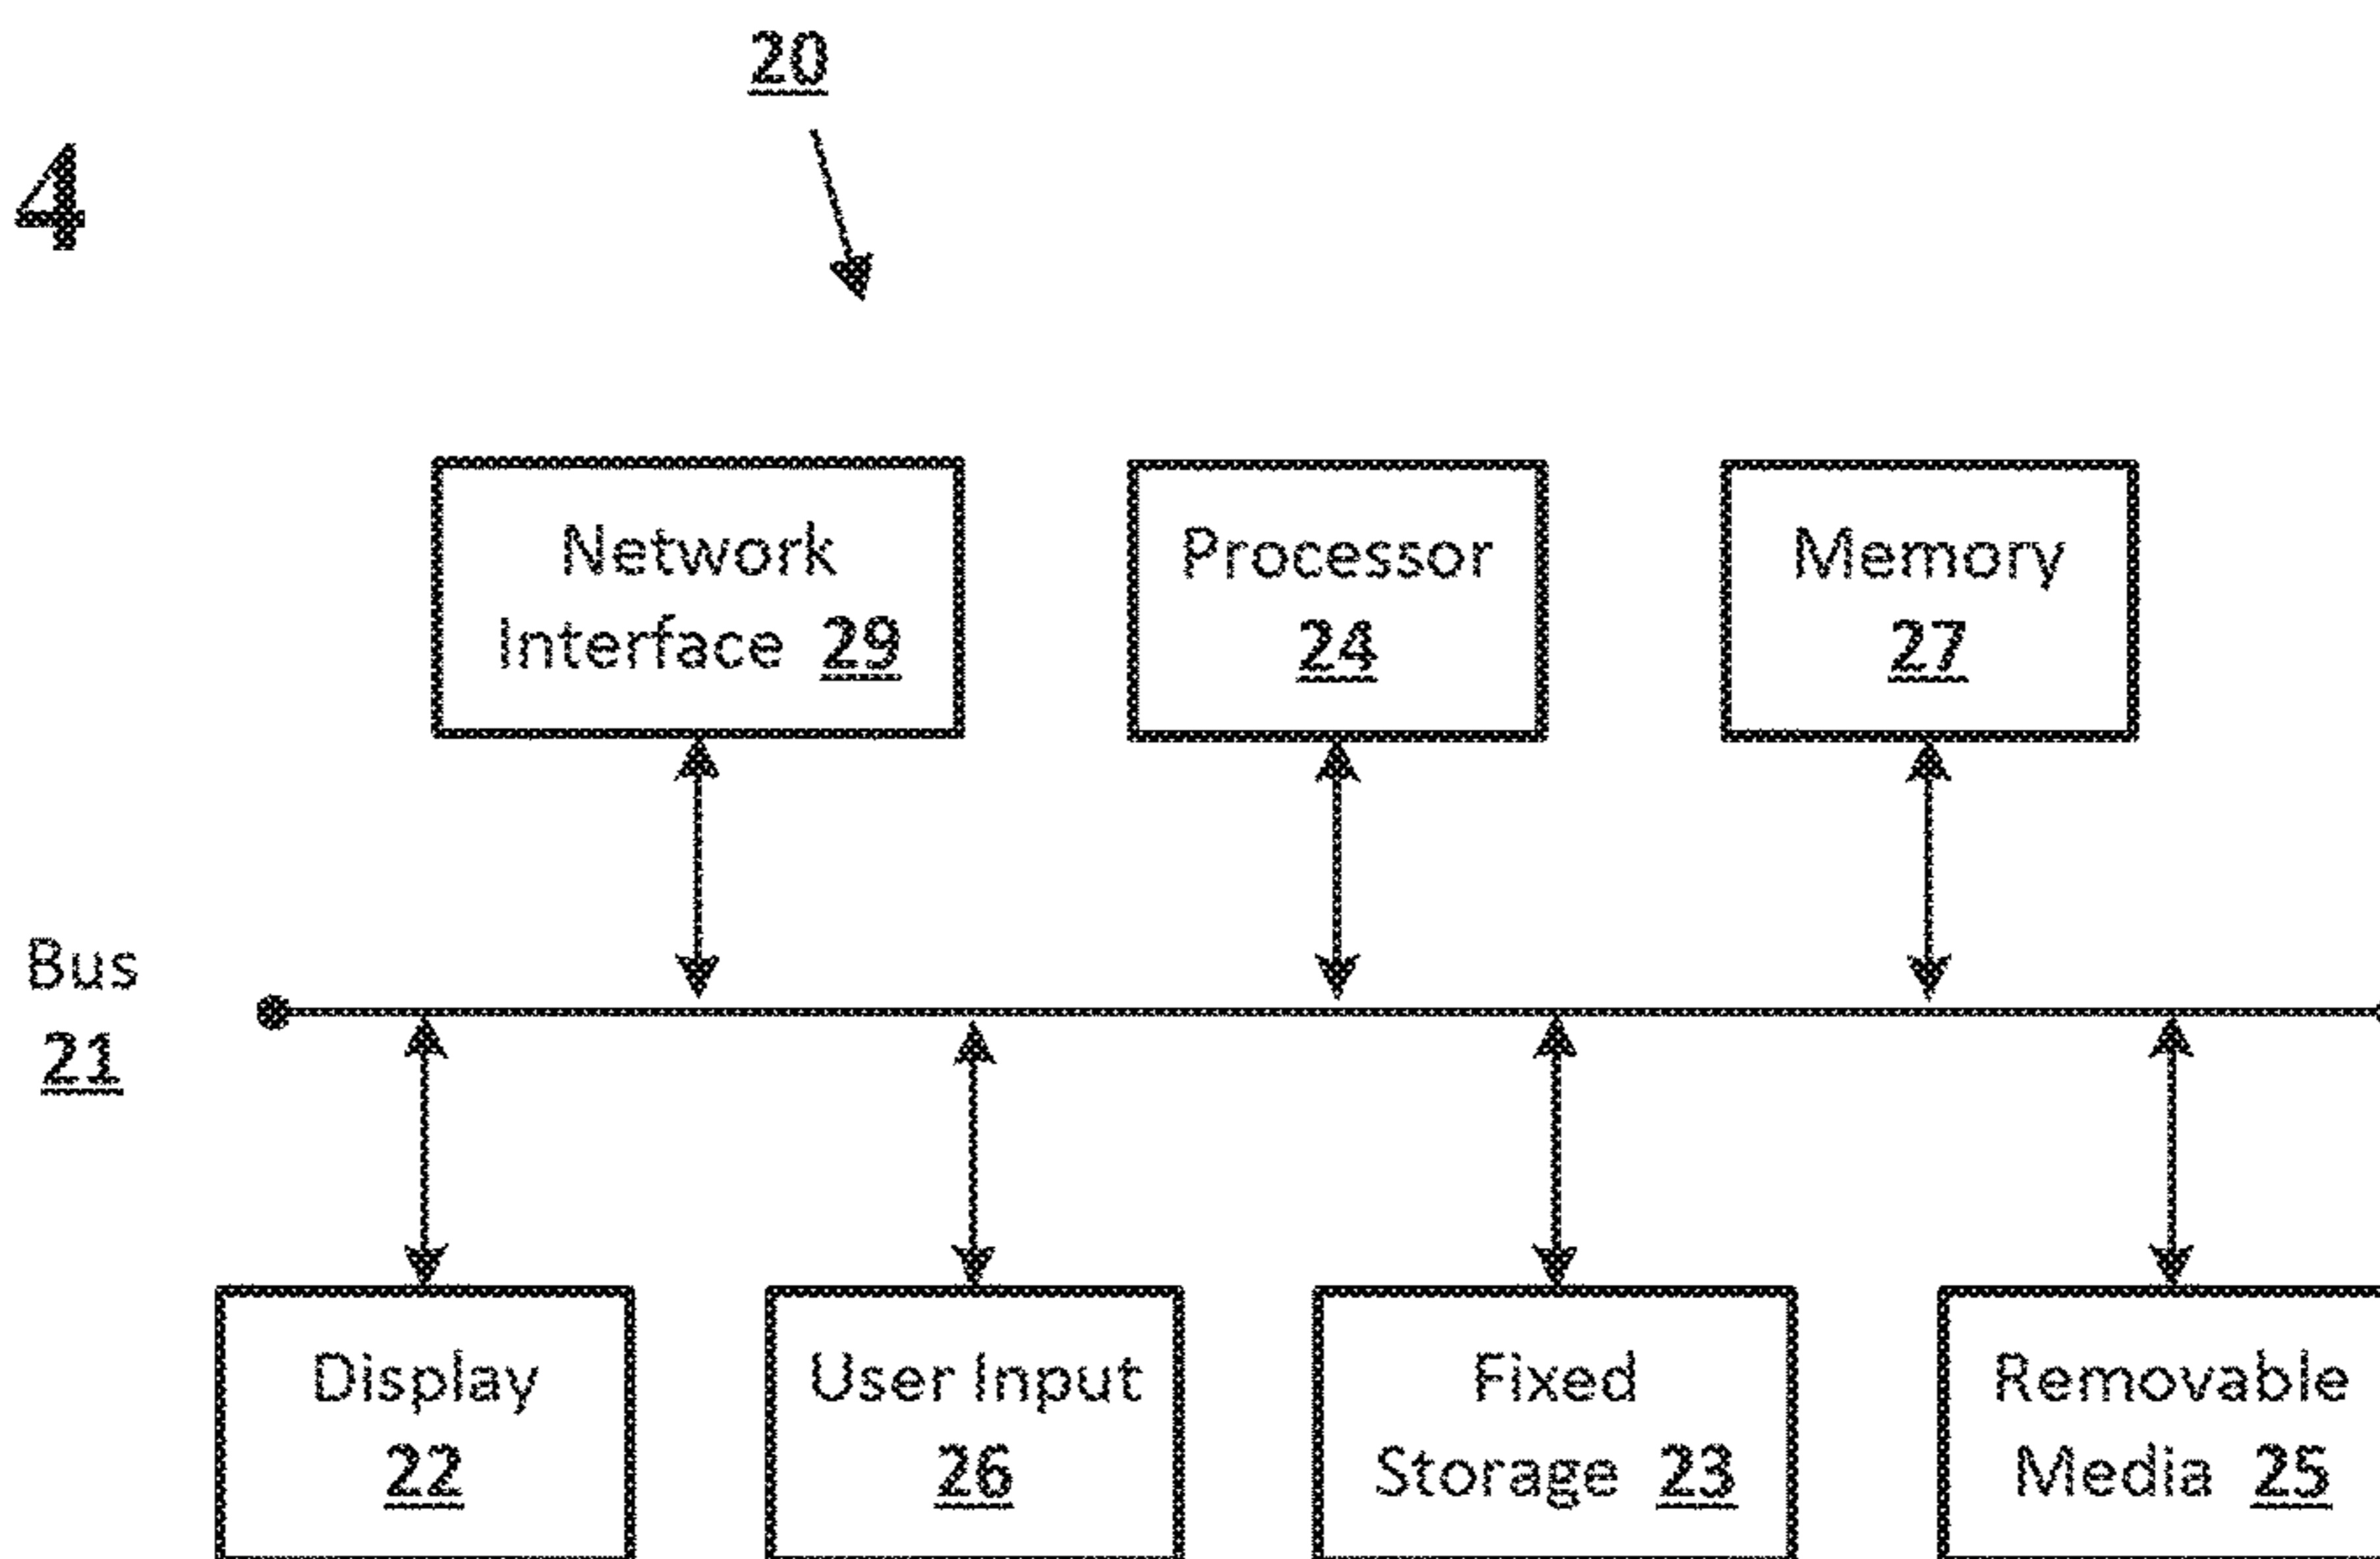 20
4
Network
Interface 29
Processor
24
Memory
27
Bus
21
Display
22
User Input
26
Fixed
Storage 23
Removable
Media 25